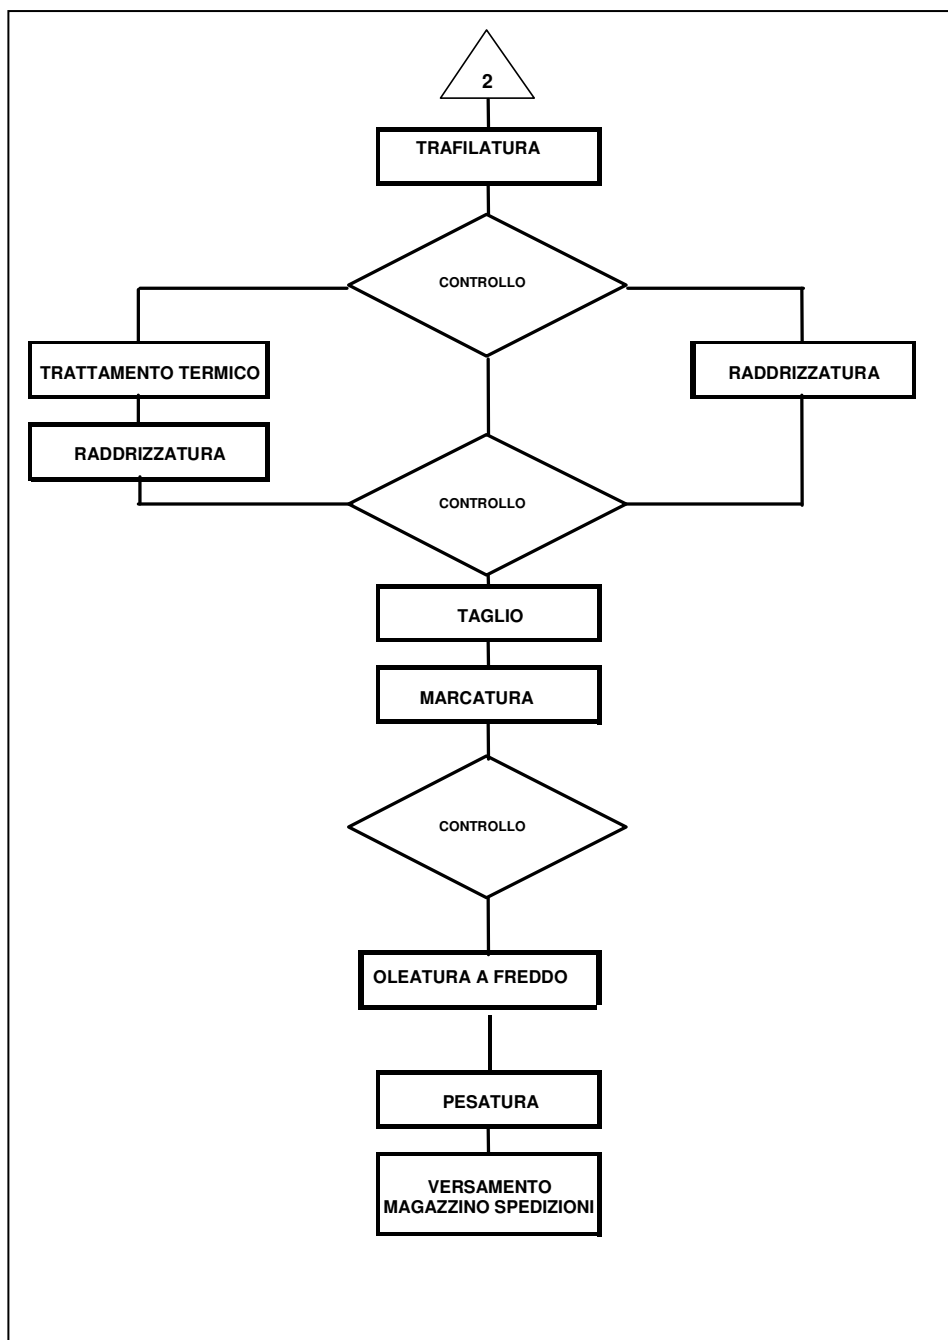 2
TRAFILATURA
CONTROLLO
TRATTAMENTO TERMICO
RADDRIZZATURA
RADDRIZZATURA
CONTROLLO
TAGLIO
MARCATURA
CONTROLLO
OLEATURA A FREDDO
PESATURA
VERSAMENTO
MAGAZZINO SPEDIZIONI